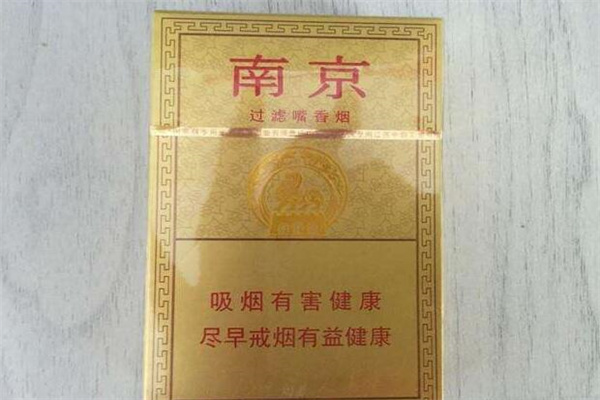 南京
过滤嘴香烟
吸烟有害健康
尽早戒烟有益健康